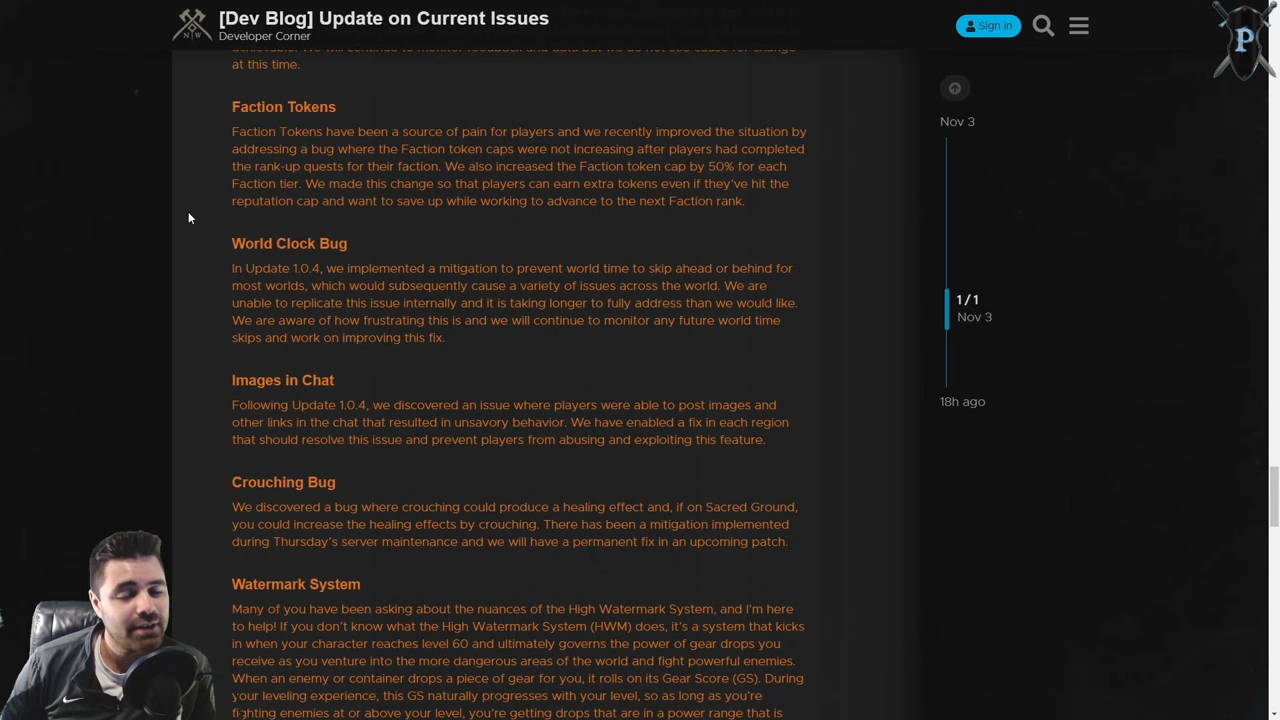 [Dev Blog] Update on Current Issues
Developer Corner
Sign in
P
N W
achievable. We will continue to monitor feedback and data but we do not see cause for change
at this time.
Faction Tokens
Faction Tokens have been a source of pain for players and we recently improved the situation by
addressing a bug where the Faction token caps were not increasing after players had completed
the rank-up quests for their faction. We also increased the Faction token cap by 50% for each
Faction tier. We made this change so that players can earn extra tokens even if they've hit the
reputation cap and want to save up while working to advance to the next Faction rank.
World Clock Bug
In Update 1.0.4, we implemented a mitigation to prevent world time to skip ahead or behind for
most worlds, which would subsequently cause a variety of issues across the world. We are
unable to replicate this issue internally and it is taking longer to fully address than we would like.
We are aware of how frustrating this is and we will continue to monitor any future world time
skips and work on improving this fix.
Images in Chat
Following Update 1.0.4, we discovered an issue where players were able to post images and
other links in the chat that resulted in unsavory behavior. We have enabled a fix in each region
that should resolve this issue and prevent players from abusing and exploiting this feature.
Crouching Bug
We discovered a bug where crouching could produce a healing effect and, if on Sacred Ground,
you could increase the healing effects by crouching. There has been a mitigation implemented
during Thursday's server maintenance and we will have a permanent fix in an upcoming patch.
Watermark System
Many of you have been asking about the nuances of the High Watermark System, and I'm here
to help! If you don't know what the High Watermark System (HWM) does, it's a system that kicks
in when your character reaches level 60 and ultimately governs the power of gear drops you
receive as you venture into the more dangerous areas of the world and fight powerful enemies.
When an enemy or container drops a piece of gear for you, it rolls on its Gear Score (GS). During
your leveling experience, this GS naturally progresses with your level, so as long as you're
fighting enemies at or above your level, you're getting drops that are in a power range that is
Nov 3
1 / 1
Nov 3
18h ago